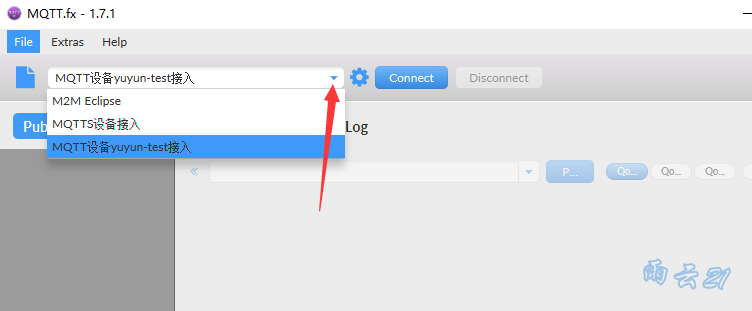 MQTT.fx - 1.7.1
File Extras Help
MQTT设备yuyun-test接入 Connect Disconnect
M2M Eclipse
MQTTS设备接入
MQTT设备yuyun-test接入
Pub Log
« P... Qo... Qo... Qo...
雨云21